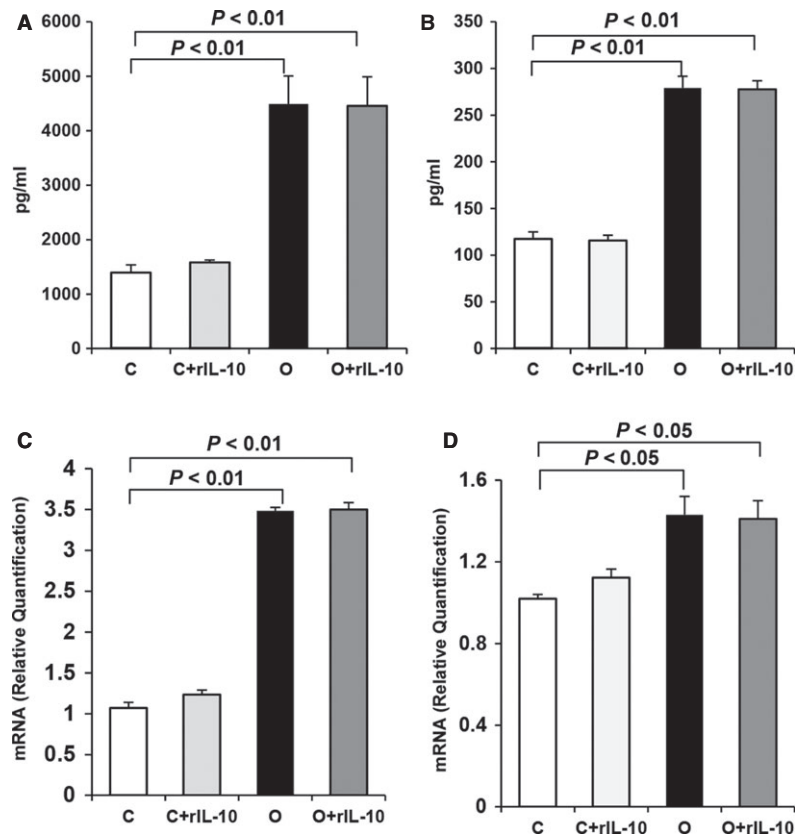 A
P < 0.01
P < 0.01
6000
5000
4000
3000
2000
1000
0
pg/ml
C C+rIL-10 O O+rIL-10
B
P < 0.01
P < 0.01
350
300
250
200
150
100
50
0
pg/ml
C C+rIL-10 O O+rIL-10
C
P < 0.01
P < 0.01
4
3.5
3
2.5
2
1.5
1
0.5
0
mRNA (Relative Quantification)
C C+rIL-10 O O+rIL-10
D
P < 0.05
P < 0.05
1.6
1.2
0.8
0.4
0
mRNA (Relative Quantification)
C C+rIL-10 O O+rIL-10